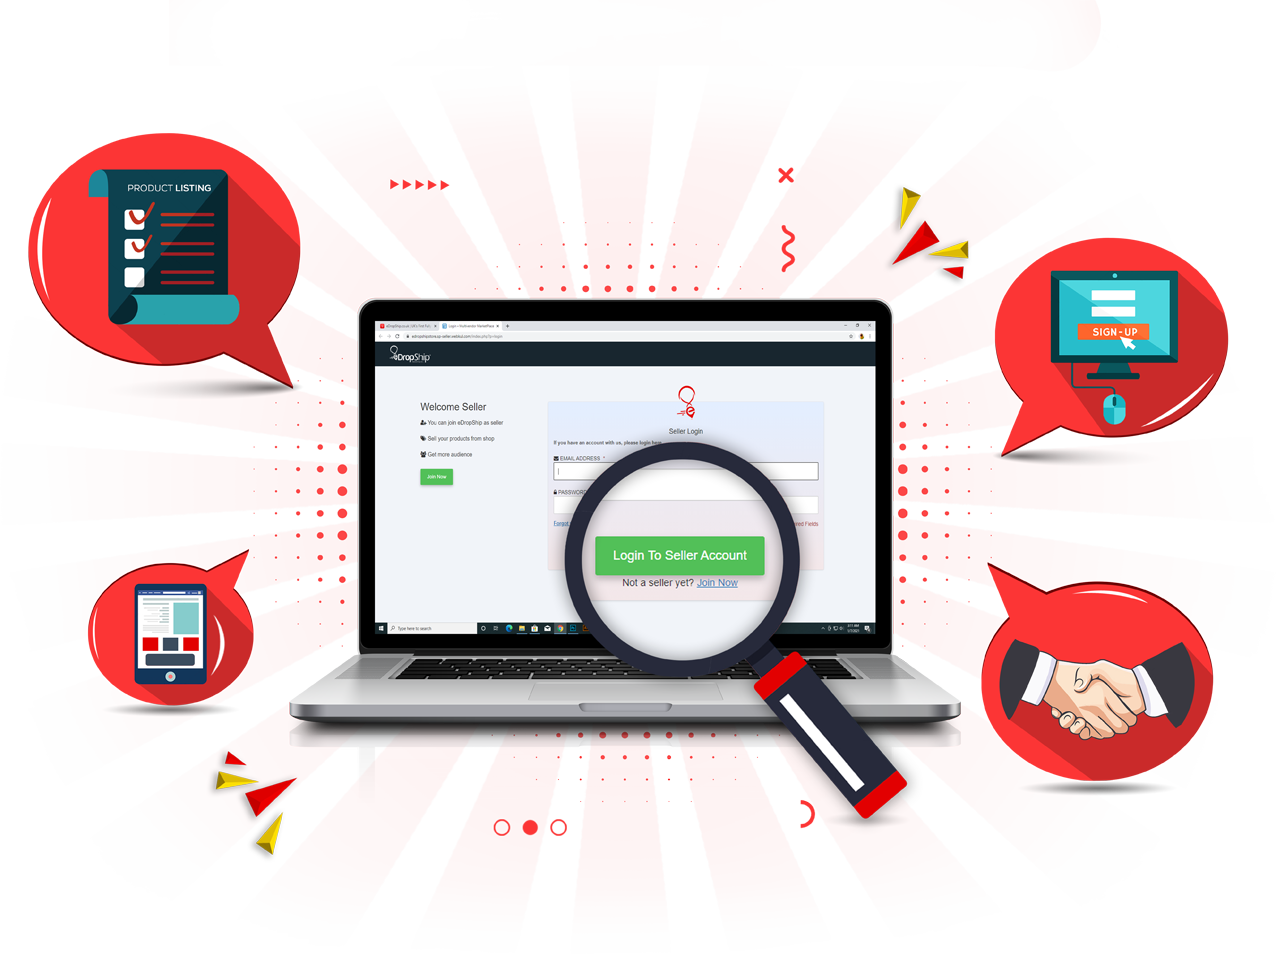 PRODUCT LISTING
SIGN-UP
eDropShip
Welcome Seller
You can join eDropShip as seller
Sell your products from shop
Get more audience
Join Now
Seller Login
If you have an account with us, please login here.
EMAIL ADDRESS *
PASSWORD
Forgot
Fields
Login To Seller Account
Not a seller yet? Join Now
Type here to search